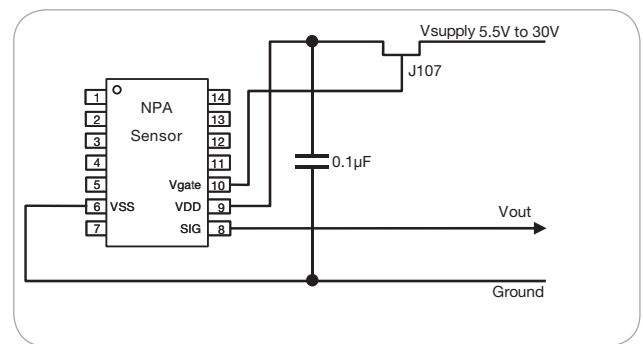 Vsupply 5.5V to 30V
J107
NPA
Sensor
1
2
3
4
5
6
7
14
13
12
11
10
9
8
Vgate
VSS
VDD
SIG
0.1µF
Vout
Ground